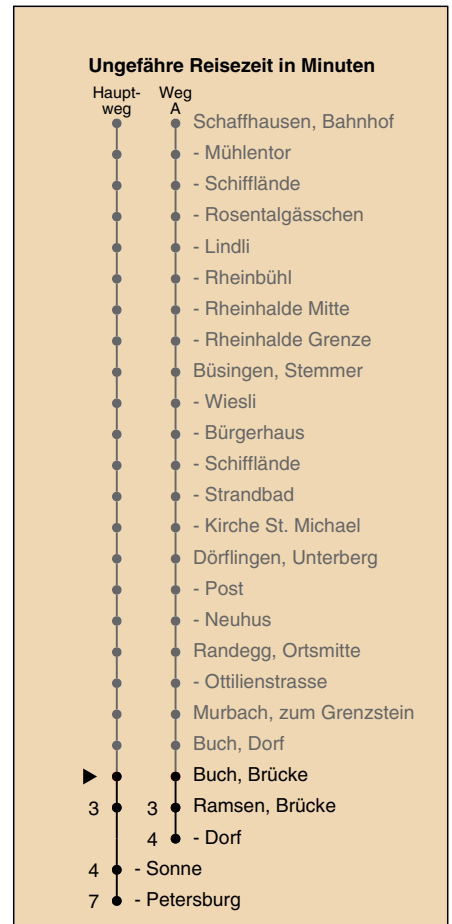 Ungefähre Reisezeit in Minuten
Haupt- Weg
weg A
Schaffhausen, Bahnhof
- Mühlentor
- Schifflände
- Rosentalgässchen
- Lindli
- Rheinbühl
- Rheinhalde Mitte
- Rheinhalde Grenze
Büsingen, Stemmer
- Wiesli
- Bürgerhaus
- Schifflände
- Strandbad
- Kirche St. Michael
Dörflingen, Unterberg
- Post
- Neuhus
Randegg, Ortsmitte
- Ottilienstrasse
Murbach, zum Grenzstein
Buch, Dorf
Buch, Brücke
3 3 Ramsen, Brücke
4 - Dorf
4 - Sonne
7 - Petersburg